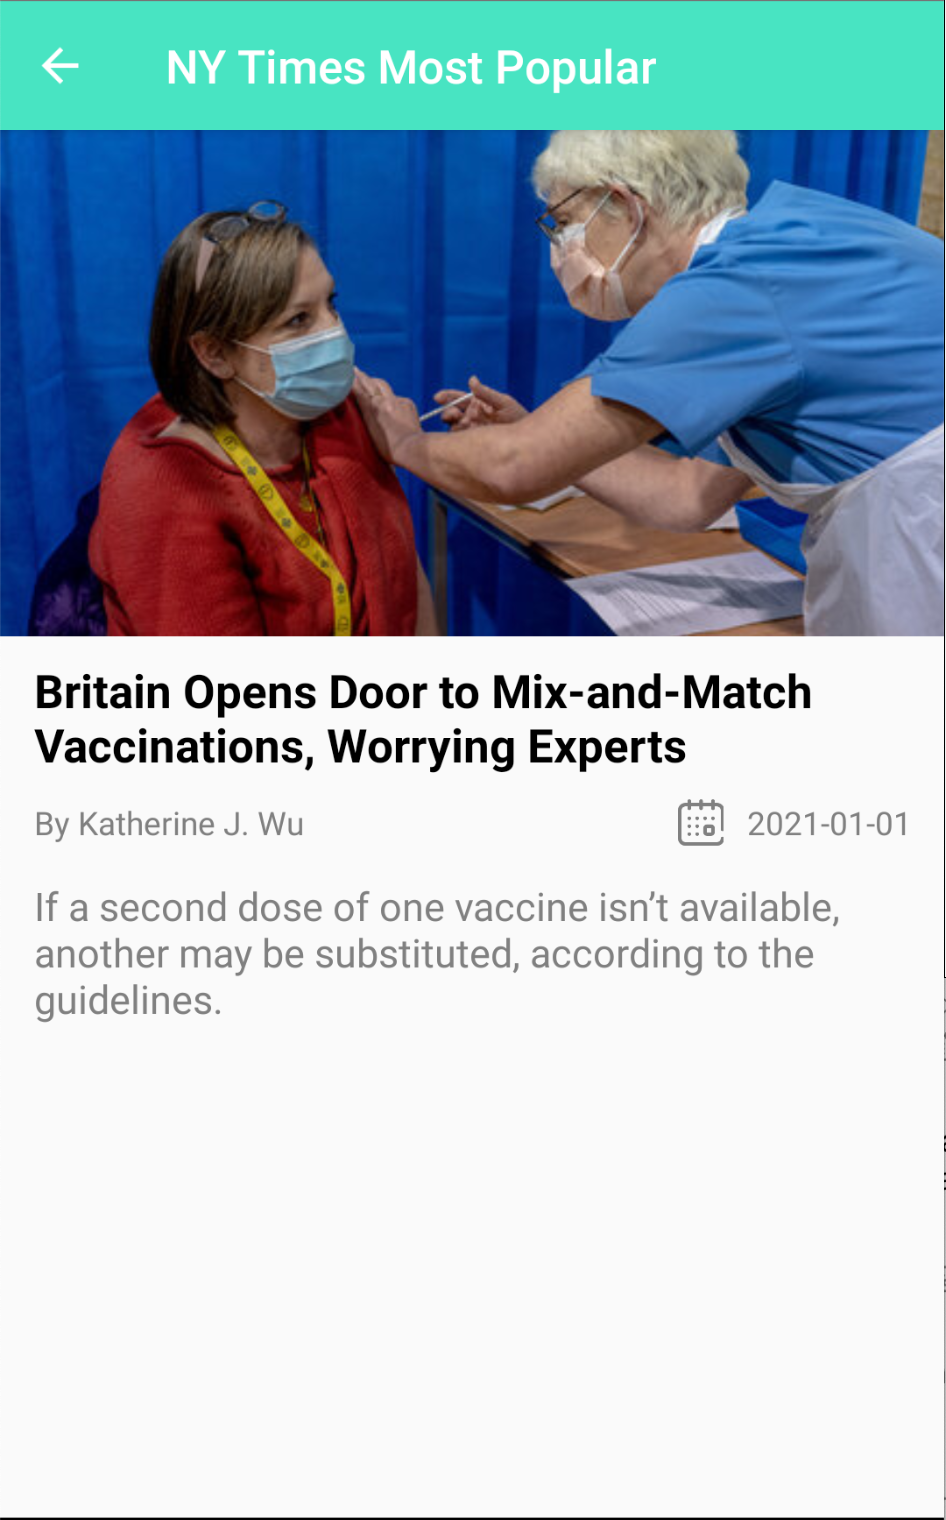 NY Times Most Popular
Britain Opens Door to Mix-and-Match
Vaccinations, Worrying Experts
By Katherine J. Wu
2021-01-01
If a second dose of one vaccine isn’t available,
another may be substituted, according to the
guidelines.